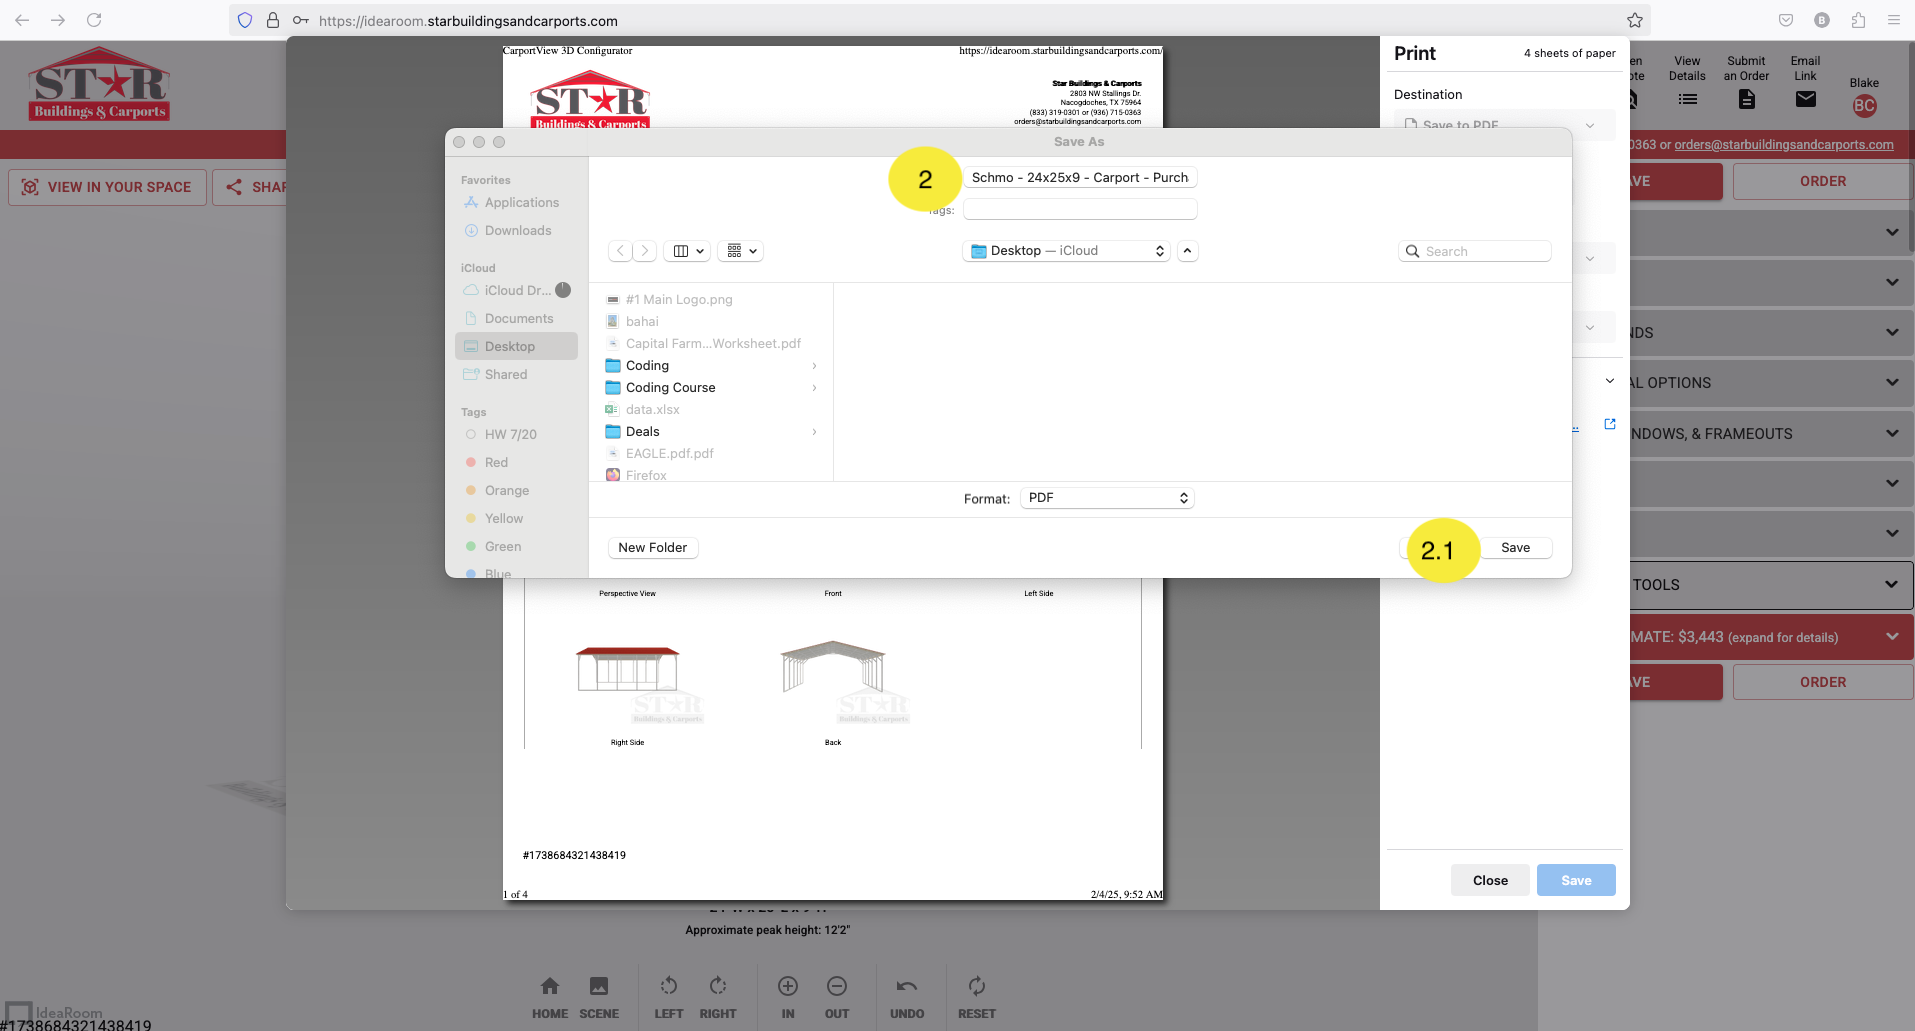 https://idearoom.starbuildingsandcarports.com
B
STAR
Buildings & Carports
View Details
Submit an Order
Email Link
Blake
BC
0363 or orders@starbuildingsandcarports.com
VIEW IN YOUR SPACE
ORDER
CarportView 3D Configurator
https://idearoom.starbuildingsandcarports.com/
STAR
Buildings & Carports
Star Buildings & Carports
2803 NW Stallings Dr.
Nacogdoches, TX 75964
(833) 319-0301 or (936) 715-0363
orders@starbuildingsandcarports.com
Print
4 sheets of paper
Destination
Save to PDF
Save As
2
Schmo - 24x25x9 - Carport - Purch
Tags:
Desktop — iCloud
Search
Favorites
Applications
Downloads
iCloud
iCloud Dr...
Documents
Desktop
Shared
Tags
HW 7/20
Red
Orange
Yellow
Green
Blue
#1 Main Logo.png
bahai
Capital Farm...Worksheet.pdf
Coding
Coding Course
data.xlsx
Deals
EAGLE.pdf.pdf
Firefox
Format:
PDF
New Folder
2.1
Save
NDS
AL OPTIONS
NDOWS, & FRAMEOUTS
TOOLS
MATE: $3,443 (expand for details)
AVE
ORDER
Perspective View
Front
Left Side
STAR
Buildings & Carports
STAR
Buildings & Carports
Right Side
Back
#1738684321438419
1 of 4
2/4/25, 9:52 AM
Close
Save
Approximate peak height: 12'2"
HOME
SCENE
LEFT
RIGHT
IN
OUT
UNDO
RESET
IdeaRoom
#1738684321438419